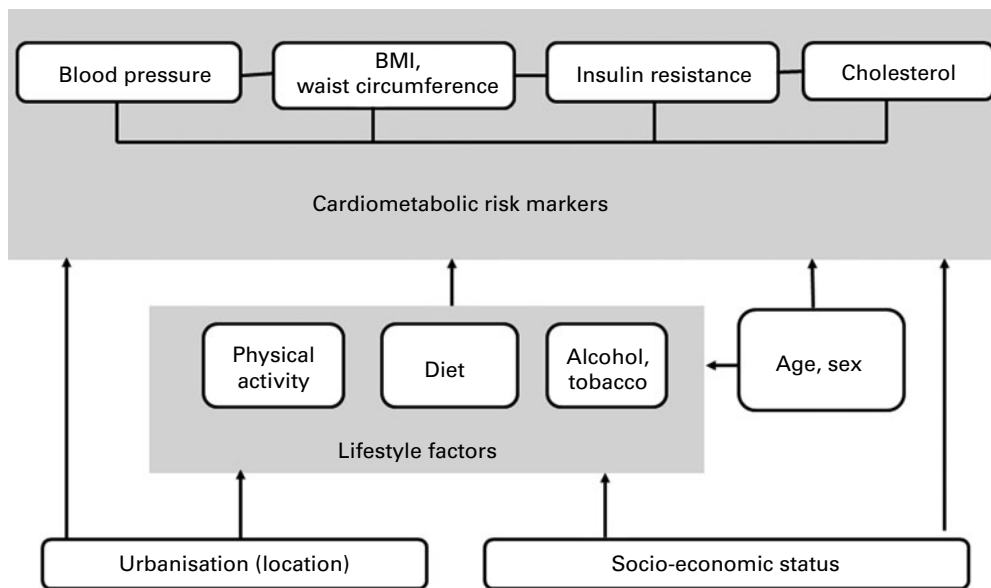 Blood pressure
BMI,
waist circumference
Insulin resistance
Cholesterol
Cardiometabolic risk markers
Physical
activity
Diet
Alcohol,
tobacco
Age, sex
Lifestyle factors
Urbanisation (location)
Socio-economic status